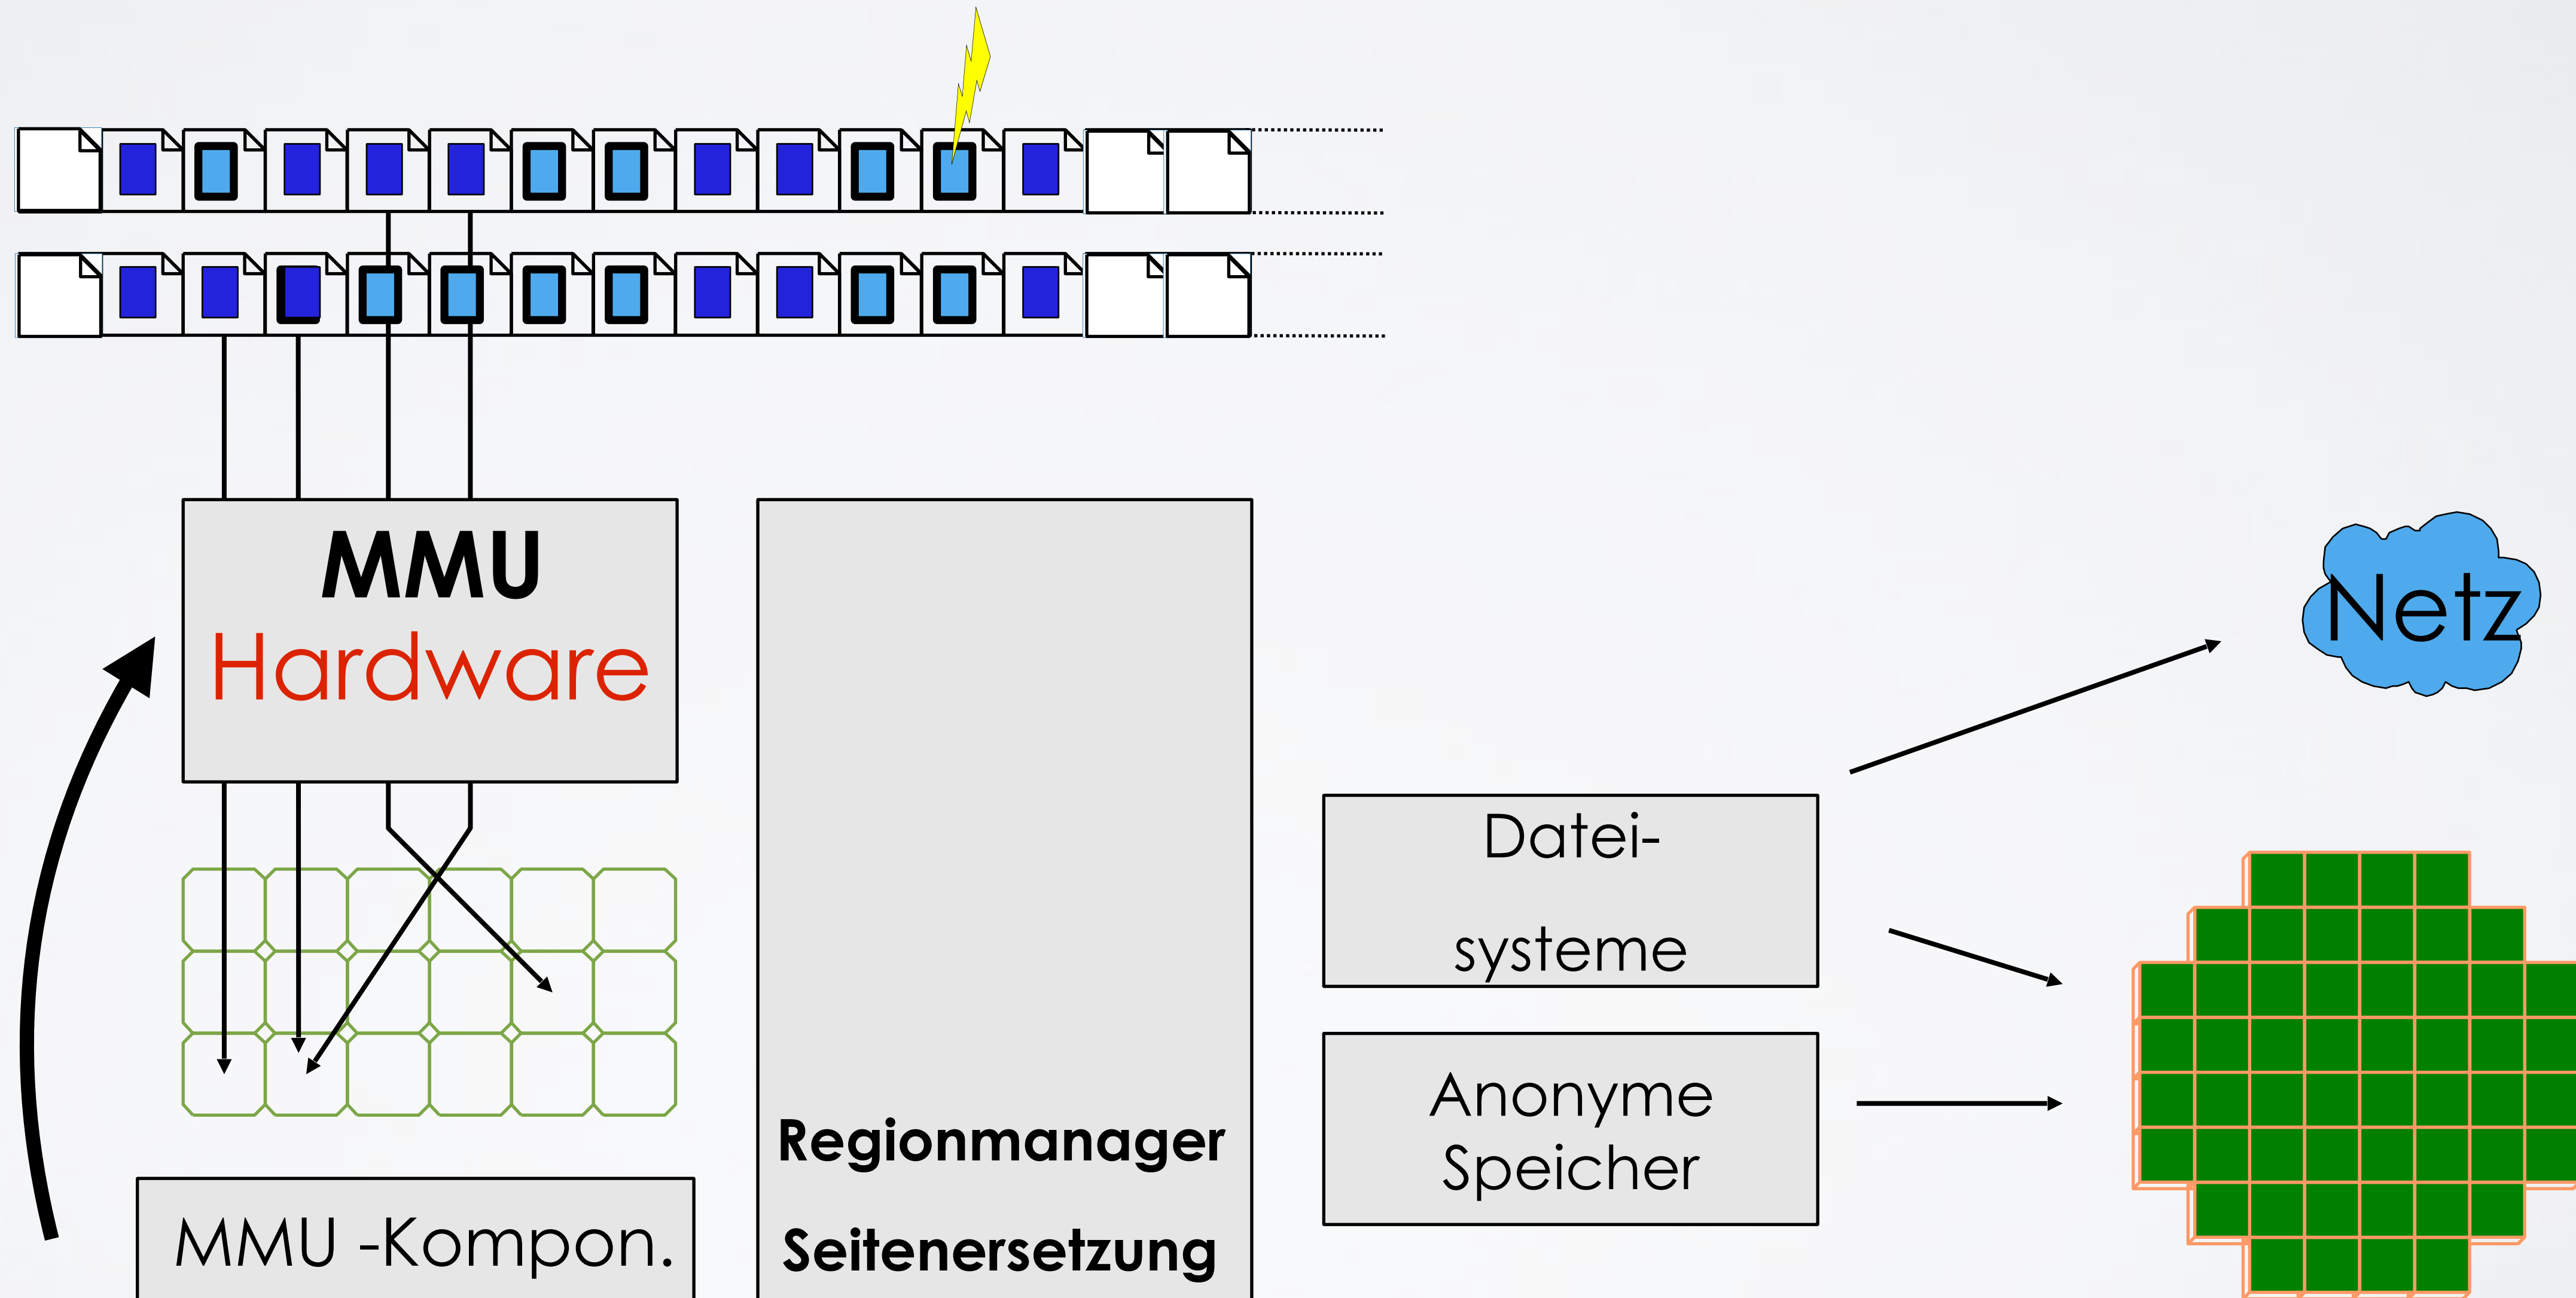 MMU
Hardware
Netz
Datei-
systeme
Anonyme
Speicher
Regionmanager
Seitenersetzung
MMU -Kompon.